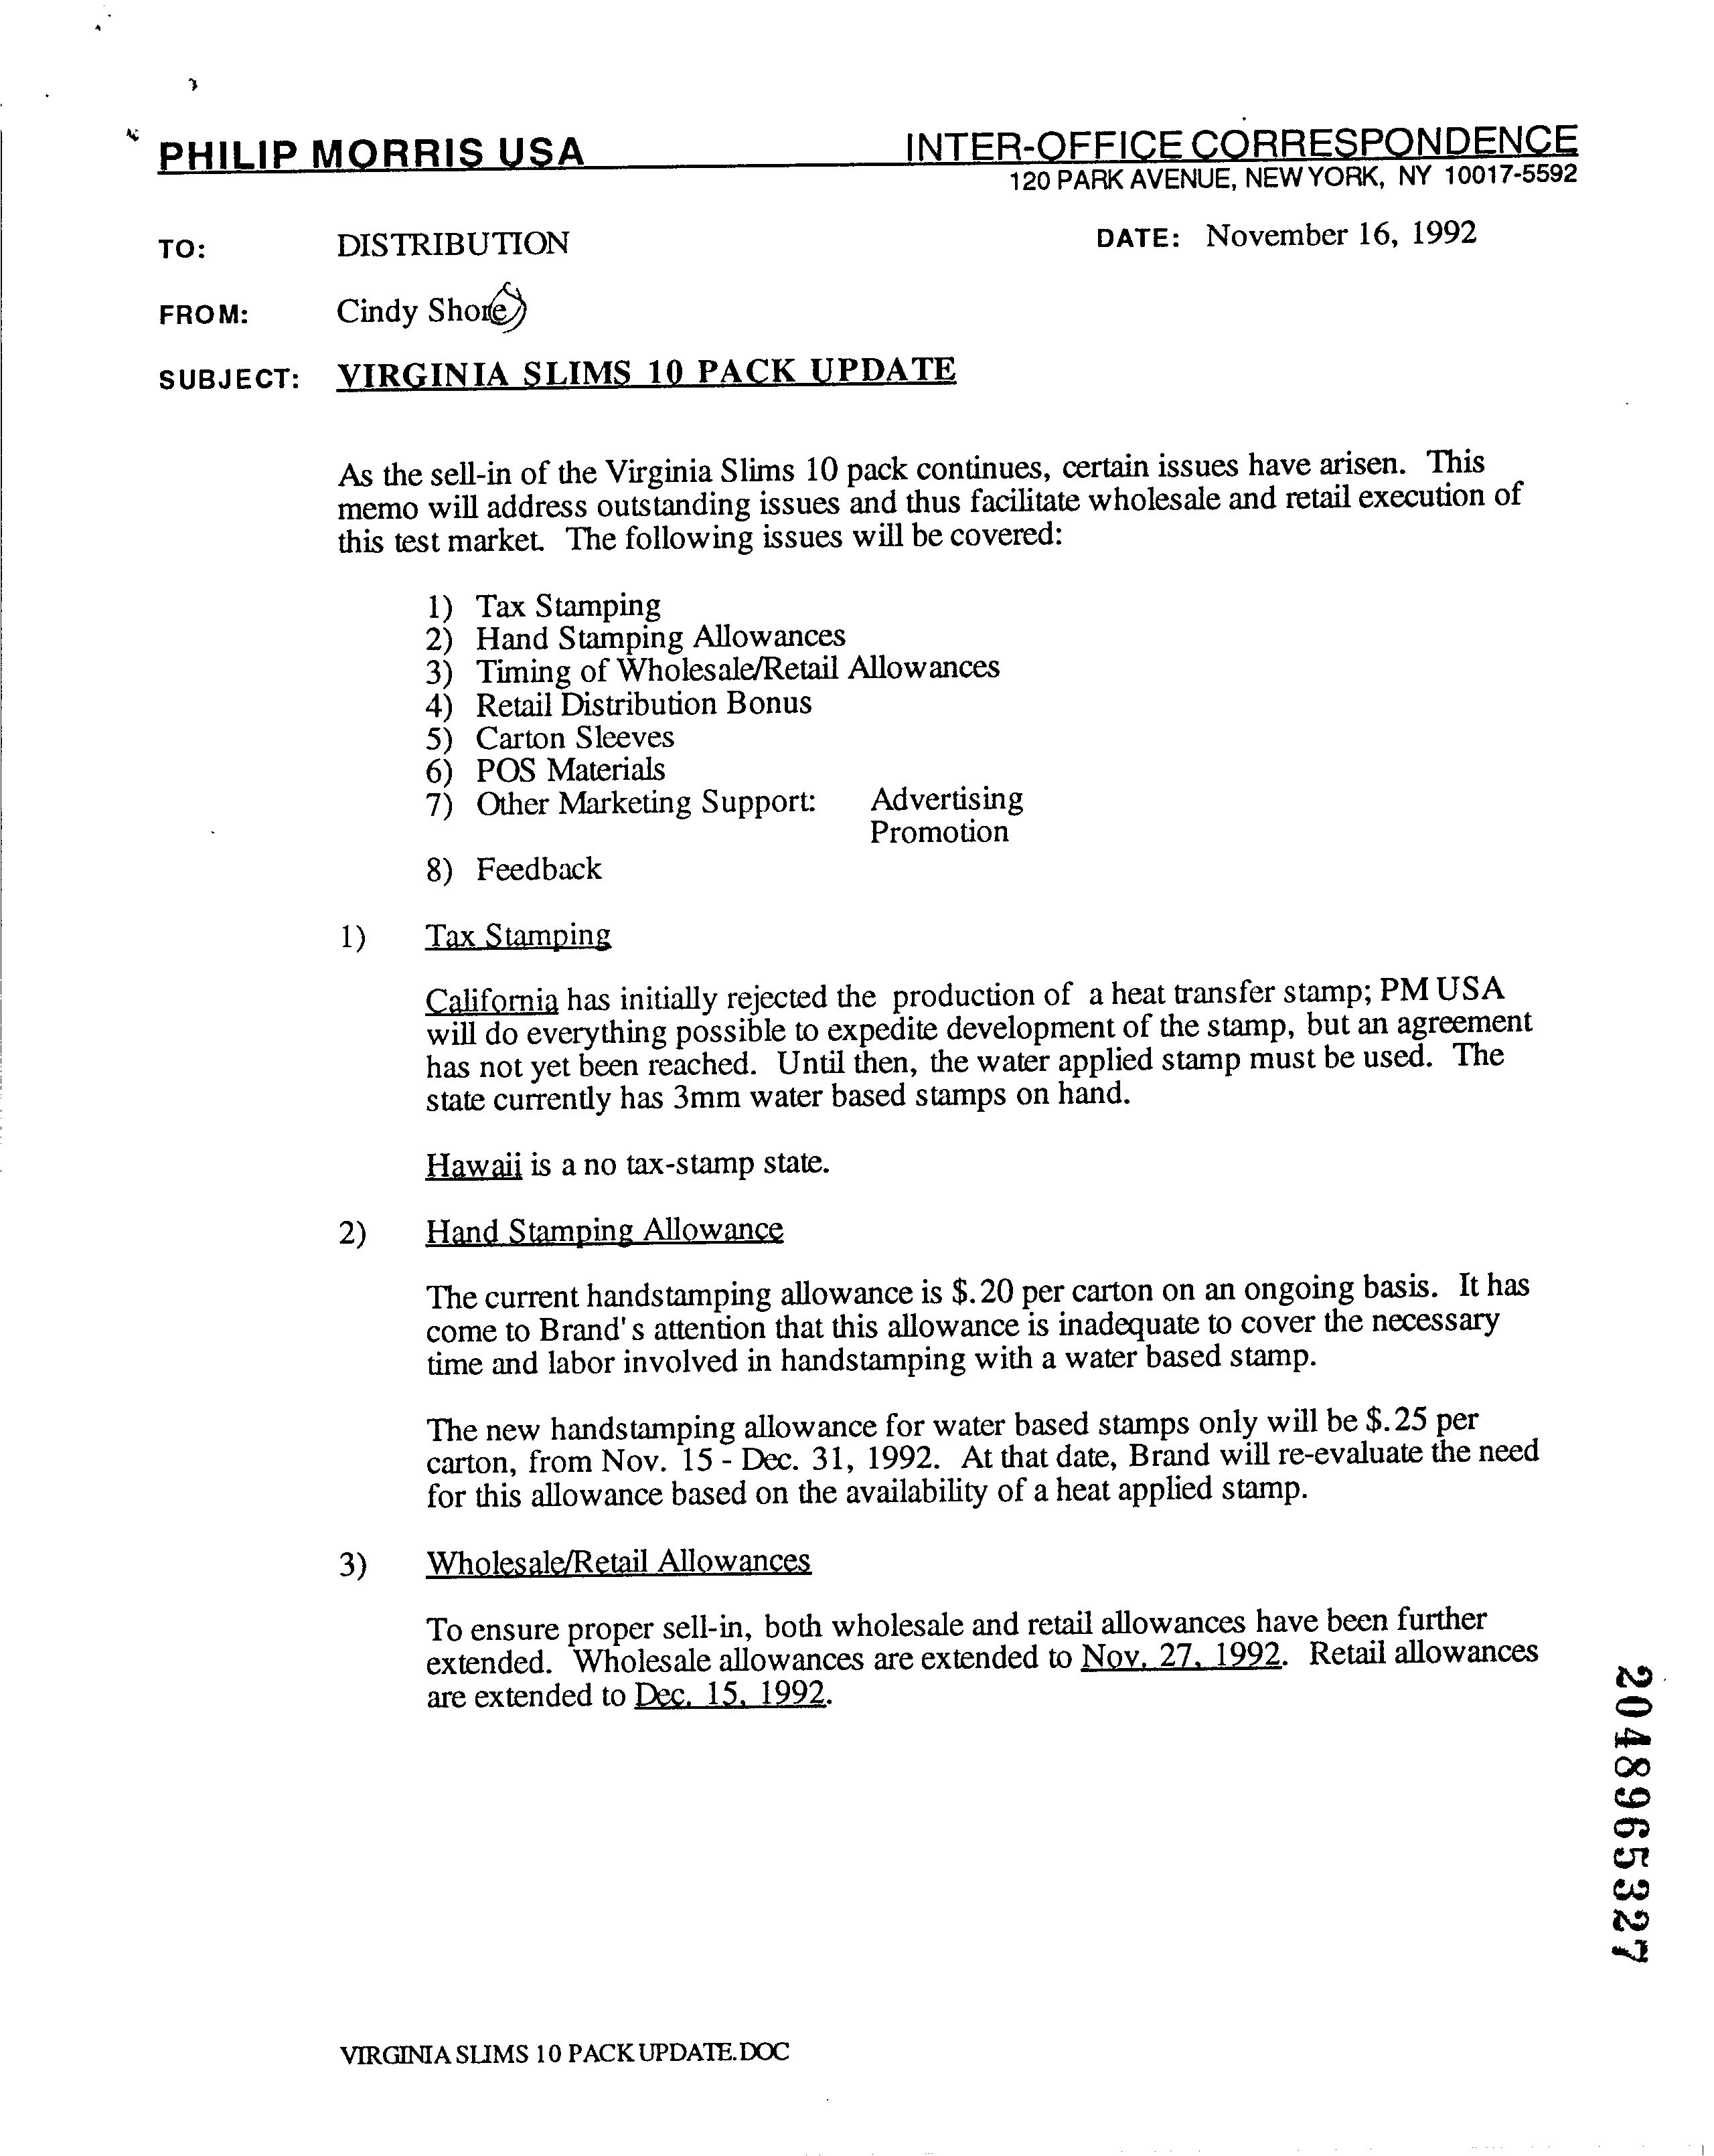 PHILIP MORRIS USA INTER-OFFICE CORRESPONDENCE
120 PARK AVENUE, NEW YORK, NY 10017-5592
TO: DISTRIBUTION DATE: November 16, 1992
FROM: Cindy Shore
SUBJECT: VIRGINIA SLIMS 10 PACK UPDATE
As the sell-in of the Virginia Slims 10 pack continues, certain issues have arisen. This
memo will address outstanding issues and thus facilitate wholesale and retail execution of
this test market. The following issues will be covered:
1) Tax Stamping
2) Hand Stamping Allowances
3) Timing of Wholesale/Retail Allowances
4) Retail Distribution Bonus
5) Carton Sleeves
6) POS Materials
7) Other Marketing Support: Advertising
Promotion
8) Feedback
1) Tax Stamping
California has initially rejected the production of a heat transfer stamp; PM USA
will do everything possible to expedite development of the stamp, but an agreement
has not yet been reached. Until then, the water applied stamp must be used. The
state currently has 3mm water based stamps on hand.
Hawaii is a no tax-stamp state.
2) Hand Stamping Allowance
The current handstamping allowance is $.20 per carton on an ongoing basis. It has
come to Brand's attention that this allowance is inadequate to cover the necessary
time and labor involved in handstamping with a water based stamp.
The new handstamping allowance for water based stamps only will be $.25 per
carton, from Nov. 15 - Dec. 31, 1992. At that date, Brand will re-evaluate the need
for this allowance based on the availability of a heat applied stamp.
3) Wholesale/Retail Allowances
To ensure proper sell-in, both wholesale and retail allowances have been further
extended. Wholesale allowances are extended to Nov. 27, 1992. Retail allowances
are extended to Dec. 15, 1992.
2048965327
VIRGINIA SLIMS 10 PACK UPDATE.DOC